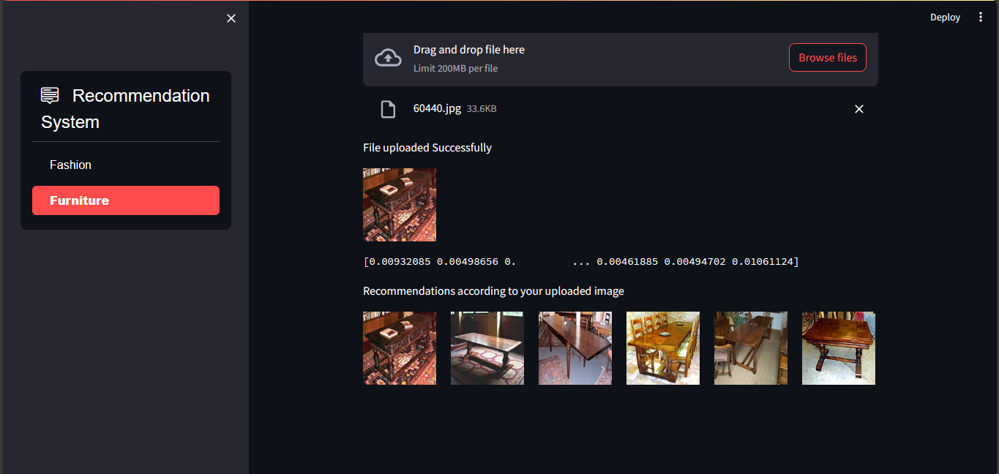 Deploy
Recommendation
System
Fashion
Furniture
Drag and drop file here
Limit 200MB per file
Browse files
60440.jpg 33.6KB
File uploaded Successfully
[0.00932085 0.00498656 0. ... 0.00461885 0.00494702 0.01061124]
Recommendations according to your uploaded image